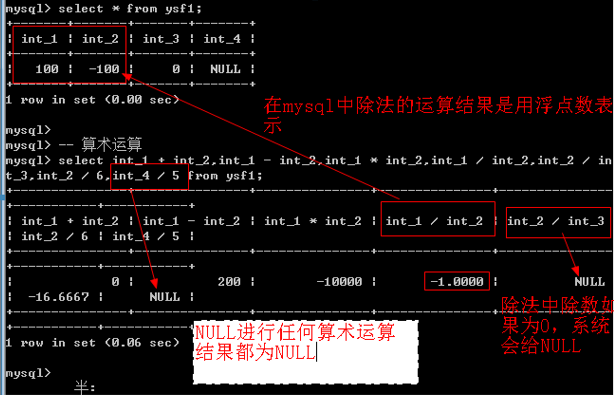 mysql> select * from ysf1;
| int_1 | int_2 | int_3 | int_4 |
| 100 | -100 | 0 | NULL |
1 row in set (0.00 sec)
在mysql中除法的运算结果是用浮点数表
示
mysql>
mysql> -- 算术运算
mysql> select int_1 + int_2,int_1 - int_2,int_1 * int_2,int_1 / int_2,int_2 / in
t_3,int_2 / 6,int_4 / 5 from ysf1;
| int_1 + int_2 | int_1 - int_2 | int_1 * int_2 | int_1 / int_2 | int_2 / int_3
| int_2 / 6 | int_4 / 5 |
| 0 | 200 | -10000 | -1.0000 | NULL
| -16.6667 | NULL |
除法中除数如
果为0，系统
会给NULL
NULL进行任何算术运算
结果都为NULL
1 row in set (0.06 sec)
mysql>
半: